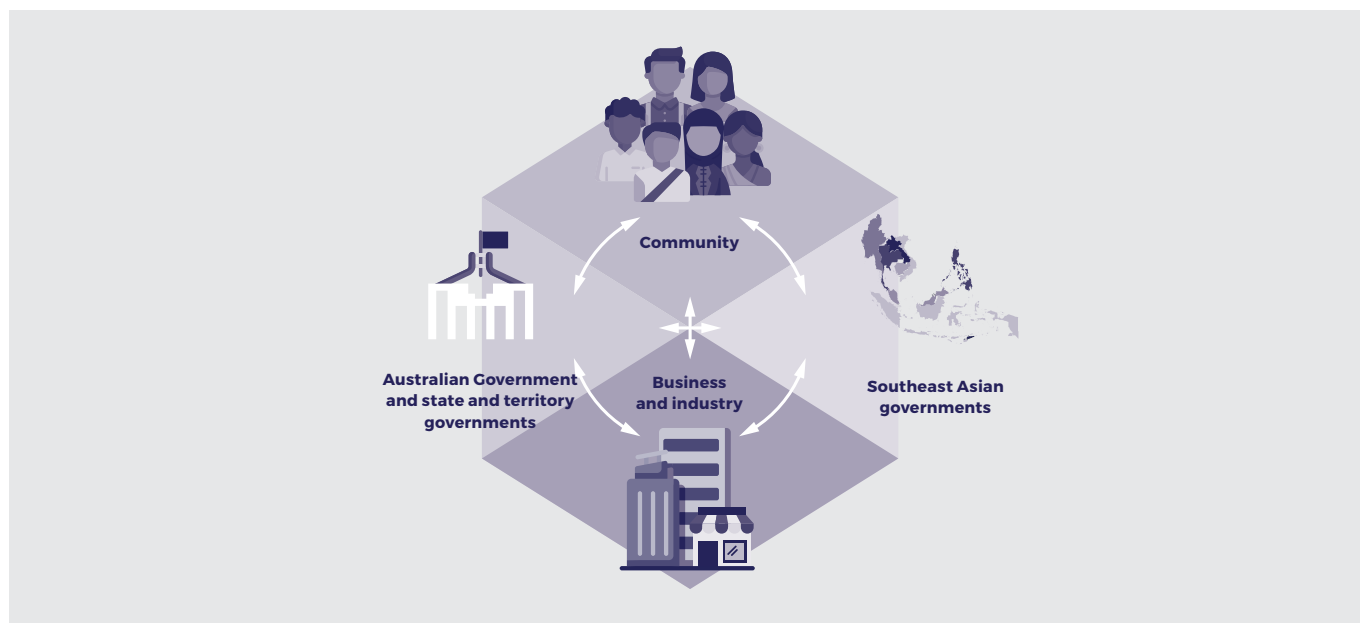 Community
Australian Government
and state and territory
governments
Business
and industry
Southeast Asian
governments